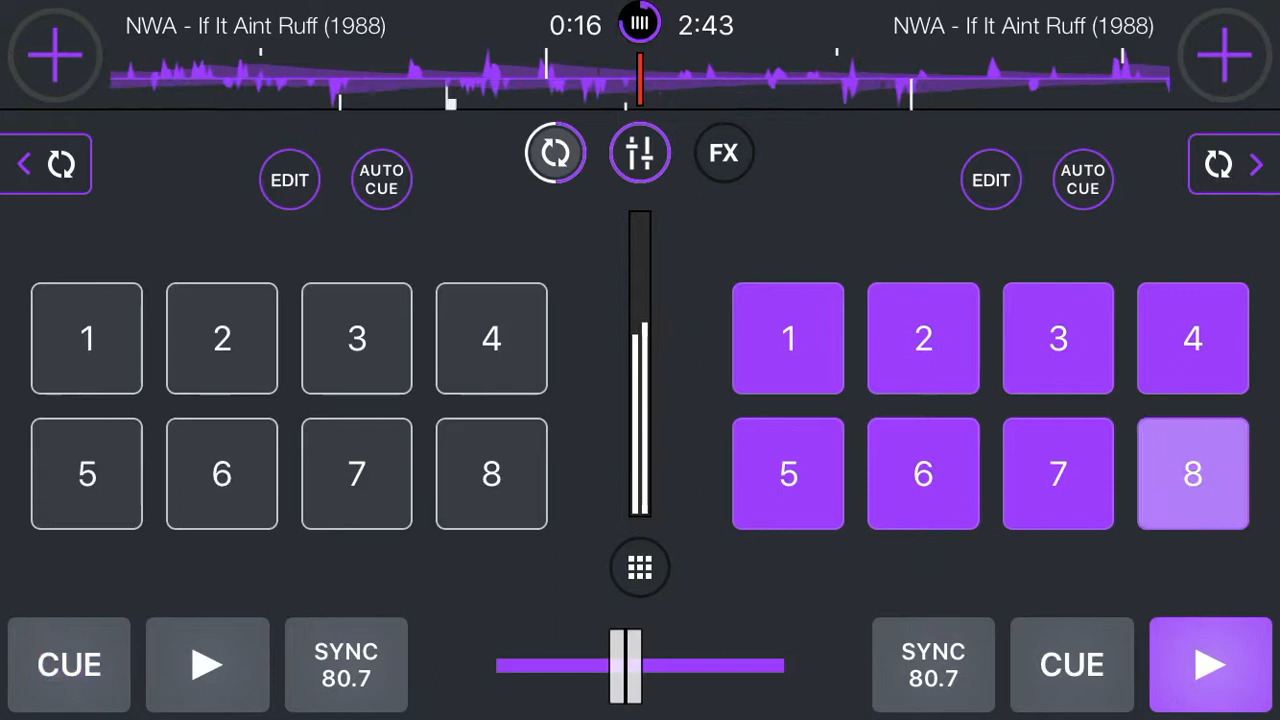 NWA - If It Aint Ruff (1988)
0:16
2:43
NWA - If It Aint Ruff (1988)
EDIT
AUTO
CUE
FX
EDIT
AUTO
CUE
1 2 3 4
1 2 3 4
5 6 7 8
5 6 7 8
CUE
SYNC
80.7
SYNC
80.7
CUE